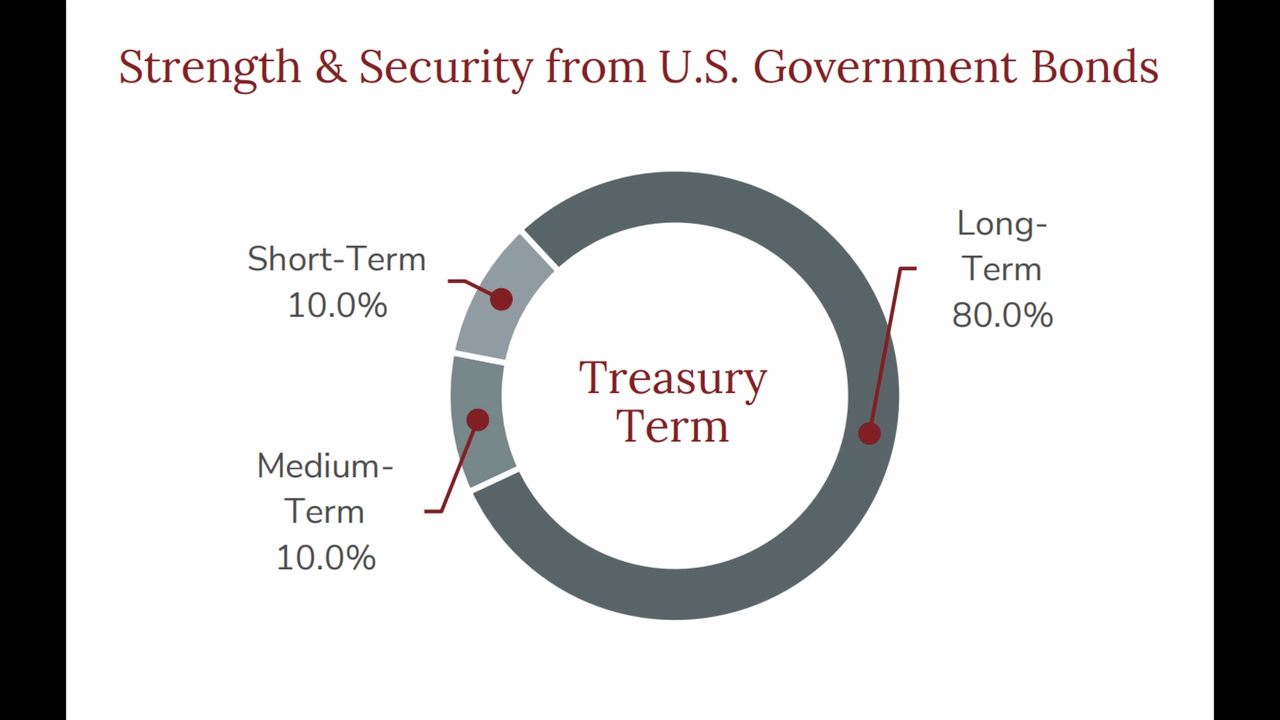 Strength & Security from U.S. Government Bonds
Short-Term
10.0%
Long-
Term
80.0%
Treasury
Term
Medium-
Term
10.0%